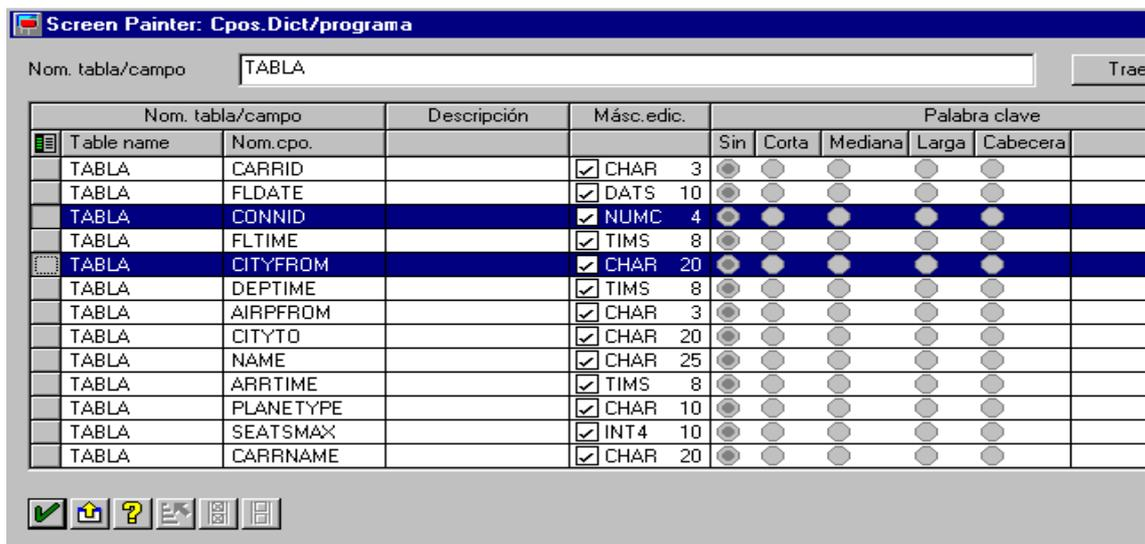 Screen Painter: Cpos.Dict/programa
Nom. tabla/campo TABLA Trae
Nom. tabla/campo Descripción Másc.edic. Palabra clave
Table name Nom.cpo. Sin Corta Mediana Larga Cabecera
TABLA CARRID CHAR 3
TABLA FLDATE DATS 10
TABLA CONNID NUMC 4
TABLA FLTIME TIMS 8
TABLA CITYFROM CHAR 20
TABLA DEPTIME TIMS 8
TABLA AIRPFROM CHAR 3
TABLA CITYTO CHAR 20
TABLA NAME CHAR 25
TABLA ARRTIME TIMS 8
TABLA PLANETYPE CHAR 10
TABLA SEATSMAX INT4 10
TABLA CARRNAME CHAR 20